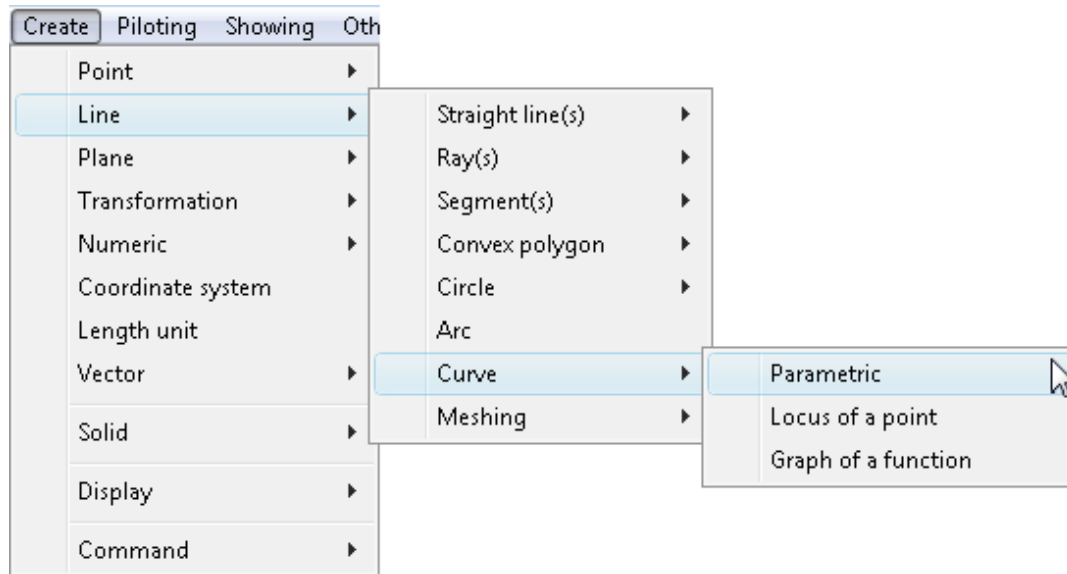 Create Piloting Showing Oth
Point
Line
Plane
Transformation
Numeric
Coordinate system
Length unit
Vector
Solid
Display
Command
Straight line(s)
Ray(s)
Segment(s)
Convex polygon
Circle
Arc
Curve
Meshing
Parametric
Locus of a point
Graph of a function